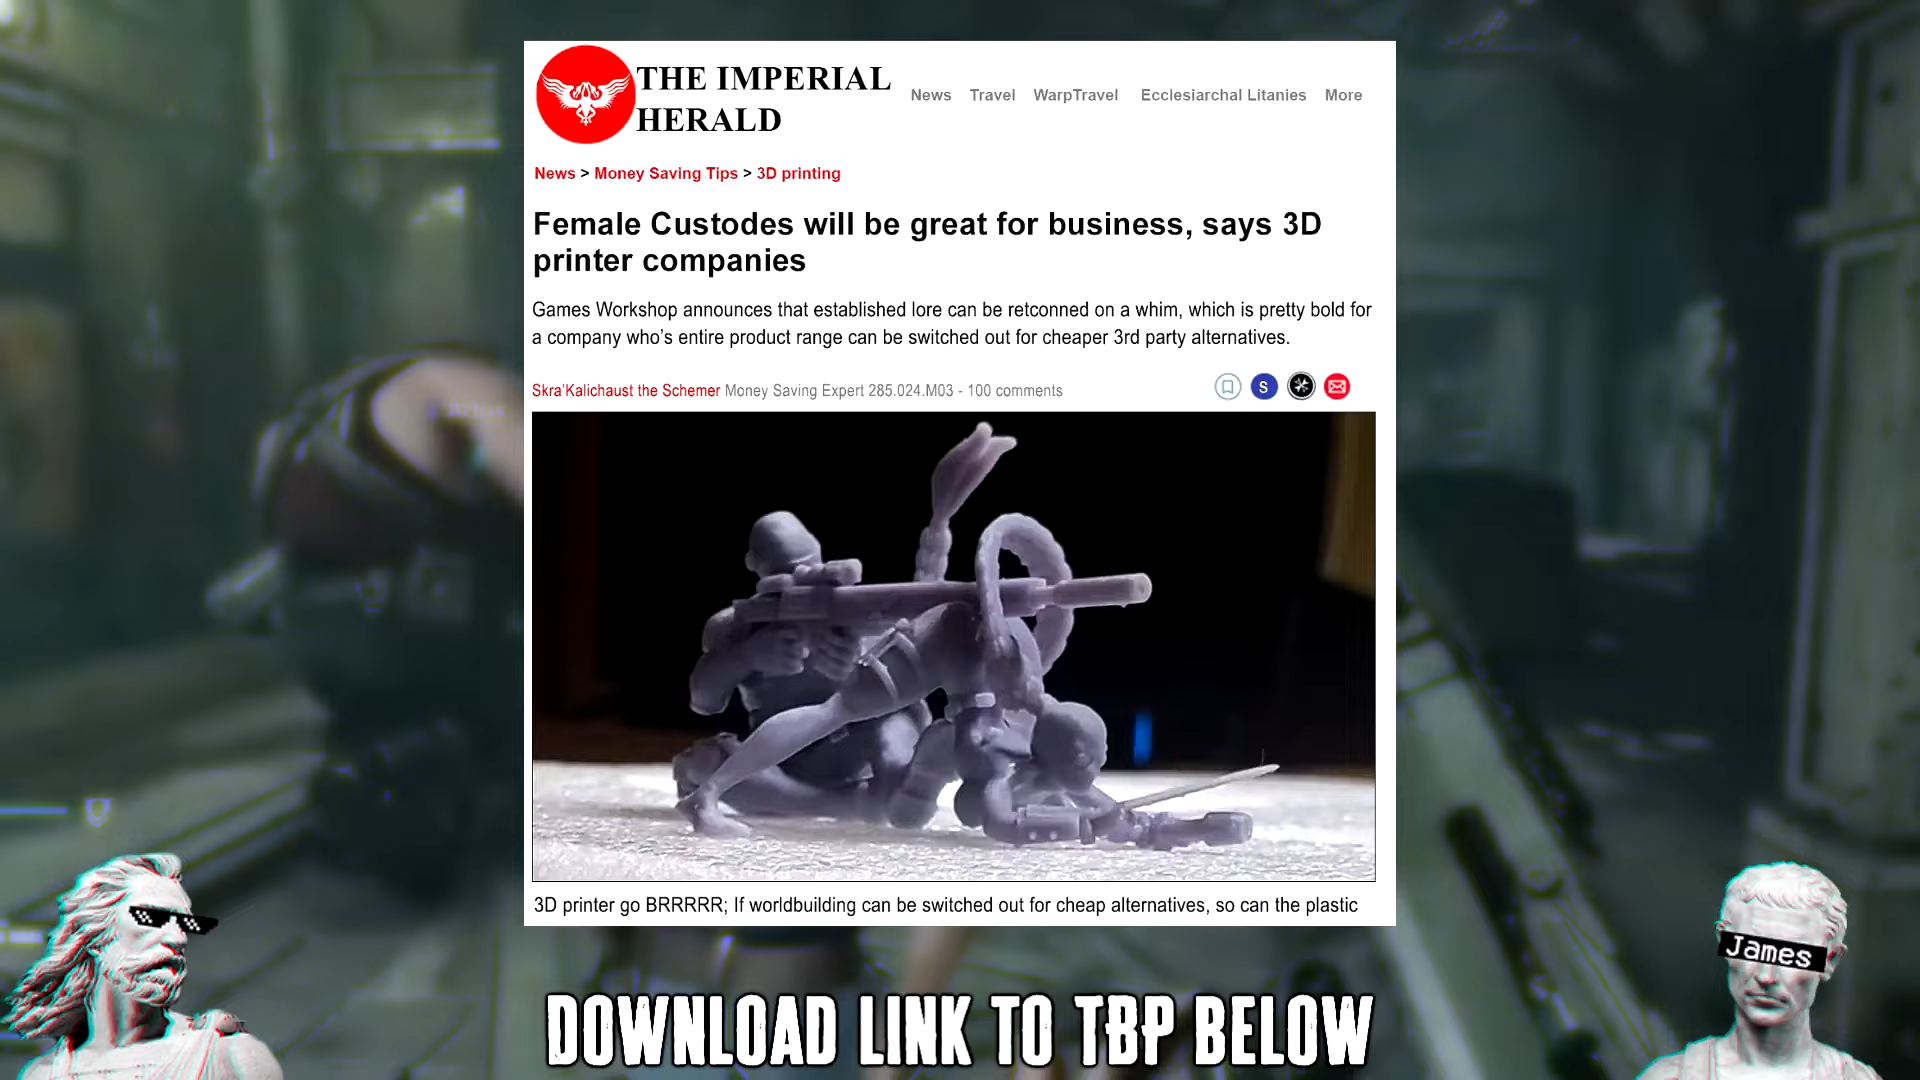 THE IMPERIAL
HERALD
News Travel WarpTravel Ecclesiarchal Litanies More
News > Money Saving Tips > 3D printing
Female Custodes will be great for business, says 3D
printer companies
Games Workshop announces that established lore can be retconned on a whim, which is pretty bold for
a company who's entire product range can be switched out for cheaper 3rd party alternatives.
Skra'Kalichaust the Schemer Money Saving Expert 285.024.M03 - 100 comments
S
3D printer go BRRRRR; If worldbuilding can be switched out for cheap alternatives, so can the plastic
James
DOWNLOAD LINK TO TBP BELOW